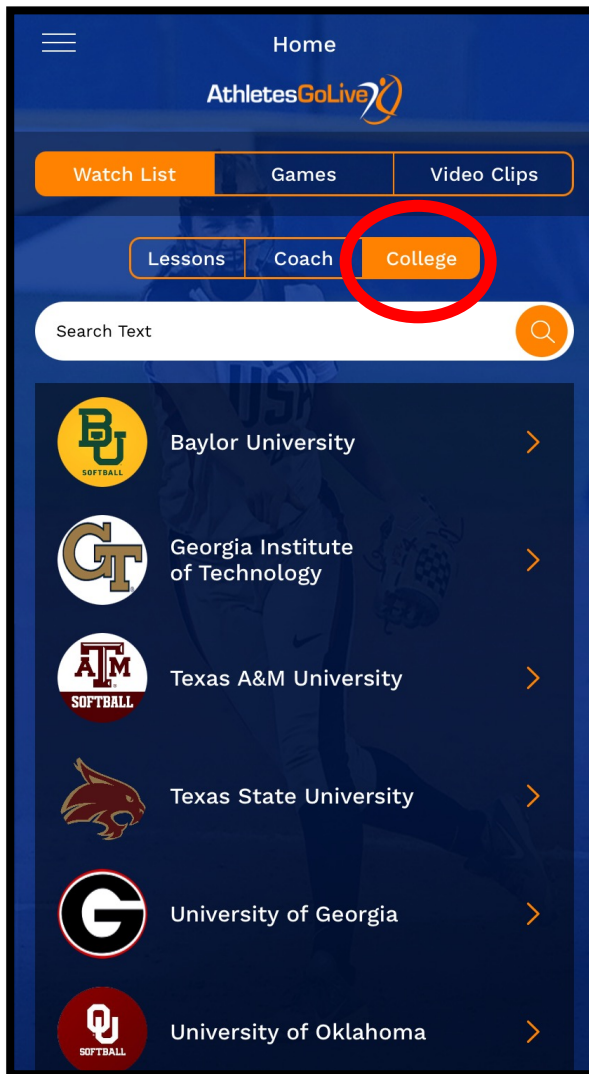 Home
AthletesGoLive
Watch List Games Video Clips
Lessons Coach College
Search Text
USA
BU
SOFTBALL
Baylor University
GT
Georgia Institute
of Technology
ATM
SOFTBALL
Texas A&M University
Texas State University
G
University of Georgia
OU
SOFTBALL
University of Oklahoma